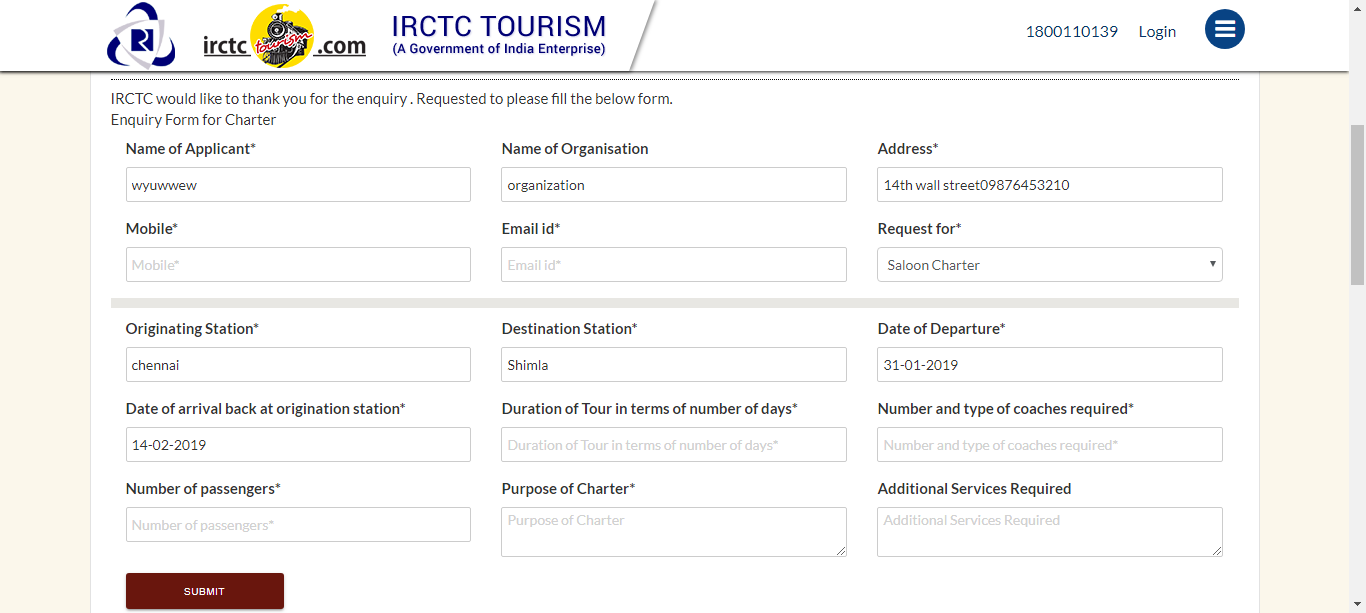 irctc tourism .com
IRCTC TOURISM
(A Government of India Enterprise)
1800110139 Login
IRCTC would like to thank you for the enquiry . Requested to please fill the below form.
Enquiry Form for Charter
Name of Applicant* Name of Organisation Address*
wyuwwew organization 14th wall street09876453210
Mobile* Email id* Request for*
Mobile* Email id* Saloon Charter
Originating Station* Destination Station* Date of Departure*
chennai Shimla 31-01-2019
Date of arrival back at origination station* Duration of Tour in terms of number of days* Number and type of coaches required*
14-02-2019 Duration of Tour in terms of number of days* Number and type of coaches required*
Number of passengers* Purpose of Charter* Additional Services Required
Number of passengers* Purpose of Charter Additional Services Required
SUBMIT